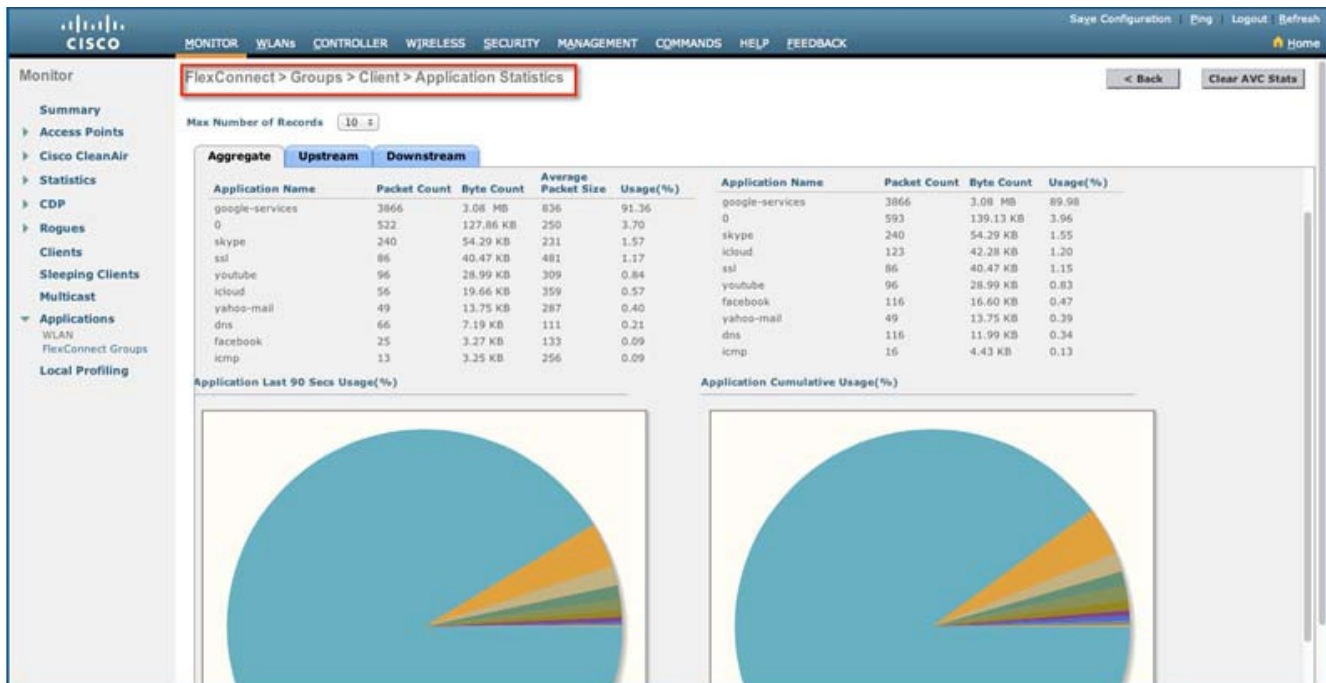 Save Configuration Ping Logout Refresh
CISCO
MONITOR WLANs CONTROLLER WIRELESS SECURITY MANAGEMENT COMMANDS HELP FEEDBACK
Home
Monitor
Summary
Access Points
Cisco CleanAir
Statistics
CDP
Rogues
Clients
Sleeping Clients
Multicast
Applications
WLAN
FlexConnect Groups
Local Profiling
FlexConnect > Groups > Client > Application Statistics
< Back
Clear AVC Stats
Max Number of Records 10
Aggregate Upstream Downstream
Application Name Packet Count Byte Count Average Packet Size Usage(%)
google-services 3866 3.08 MB 836 91.36
0 522 127.86 KB 250 3.70
skype 240 54.29 KB 231 1.57
ssl 86 40.47 KB 481 1.17
youtube 96 28.99 KB 309 0.84
icloud 56 19.66 KB 359 0.57
yahoo-mail 49 13.75 KB 287 0.40
dns 66 7.19 KB 111 0.21
facebook 25 3.27 KB 133 0.09
icmp 13 3.25 KB 256 0.09
Application Name Packet Count Byte Count Usage(%)
google-services 3866 3.08 MB 89.98
0 593 139.13 KB 3.96
skype 240 54.29 KB 1.55
icloud 123 42.28 KB 1.20
ssl 86 40.47 KB 1.15
youtube 96 28.99 KB 0.83
facebook 116 16.60 KB 0.47
yahoo-mail 49 13.75 KB 0.39
dns 116 11.99 KB 0.34
icmp 16 4.43 KB 0.13
Application Last 90 Secs Usage(%)
Application Cumulative Usage(%)